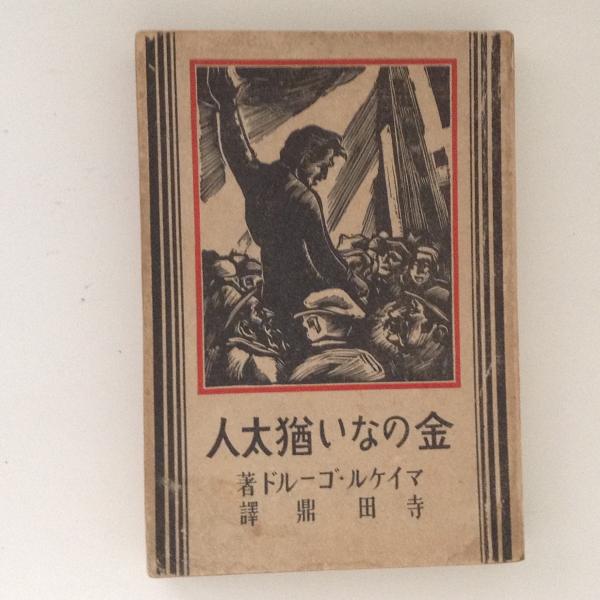 金のない猶太人
マイケル・ゴールド著
寺田鼎譯